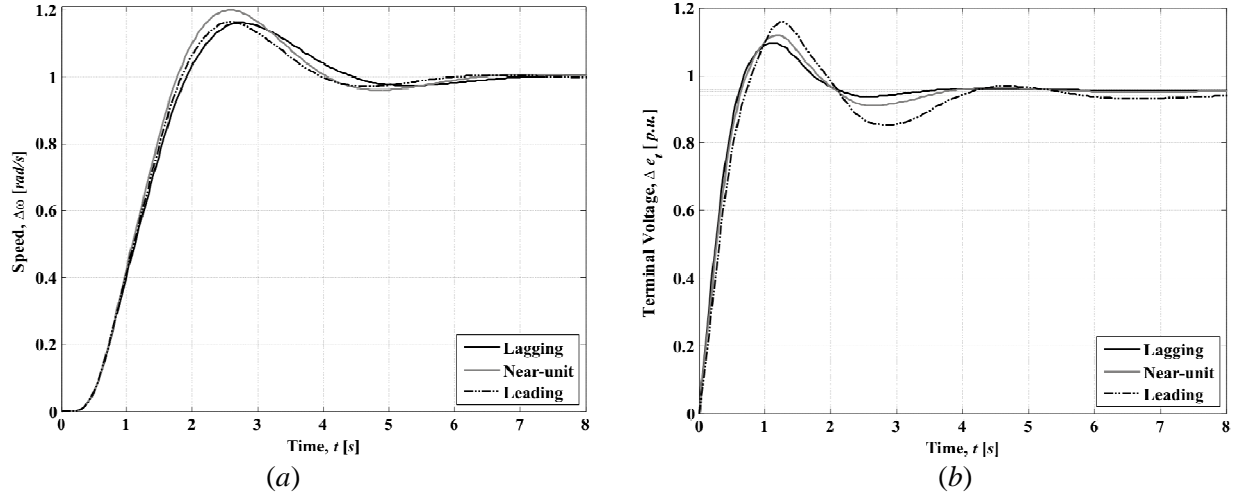 1.2
1
0.8
0.6
0.4
0.2
0
0 1 2 3 4 5 6 7 8
Speed, Δω [rad/s]
Time, t [s]
Lagging
Near-unit
Leading
(a)
1.2
1
0.8
0.6
0.4
0.2
0
0 1 2 3 4 5 6 7 8
Terminal Voltage, Δ e_t [p.u.]
Time, t [s]
Lagging
Near-unit
Leading
(b)